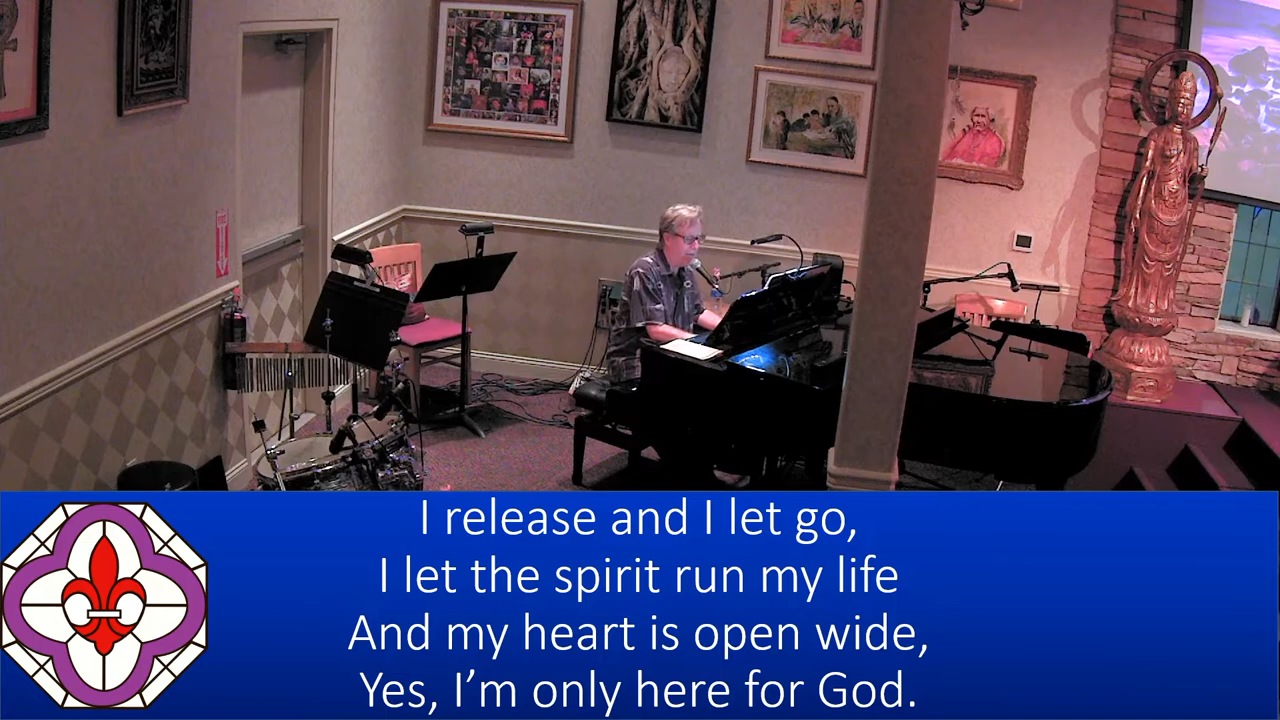 I release and I let go,
I let the spirit run my life
And my heart is open wide,
Yes, I'm only here for God.